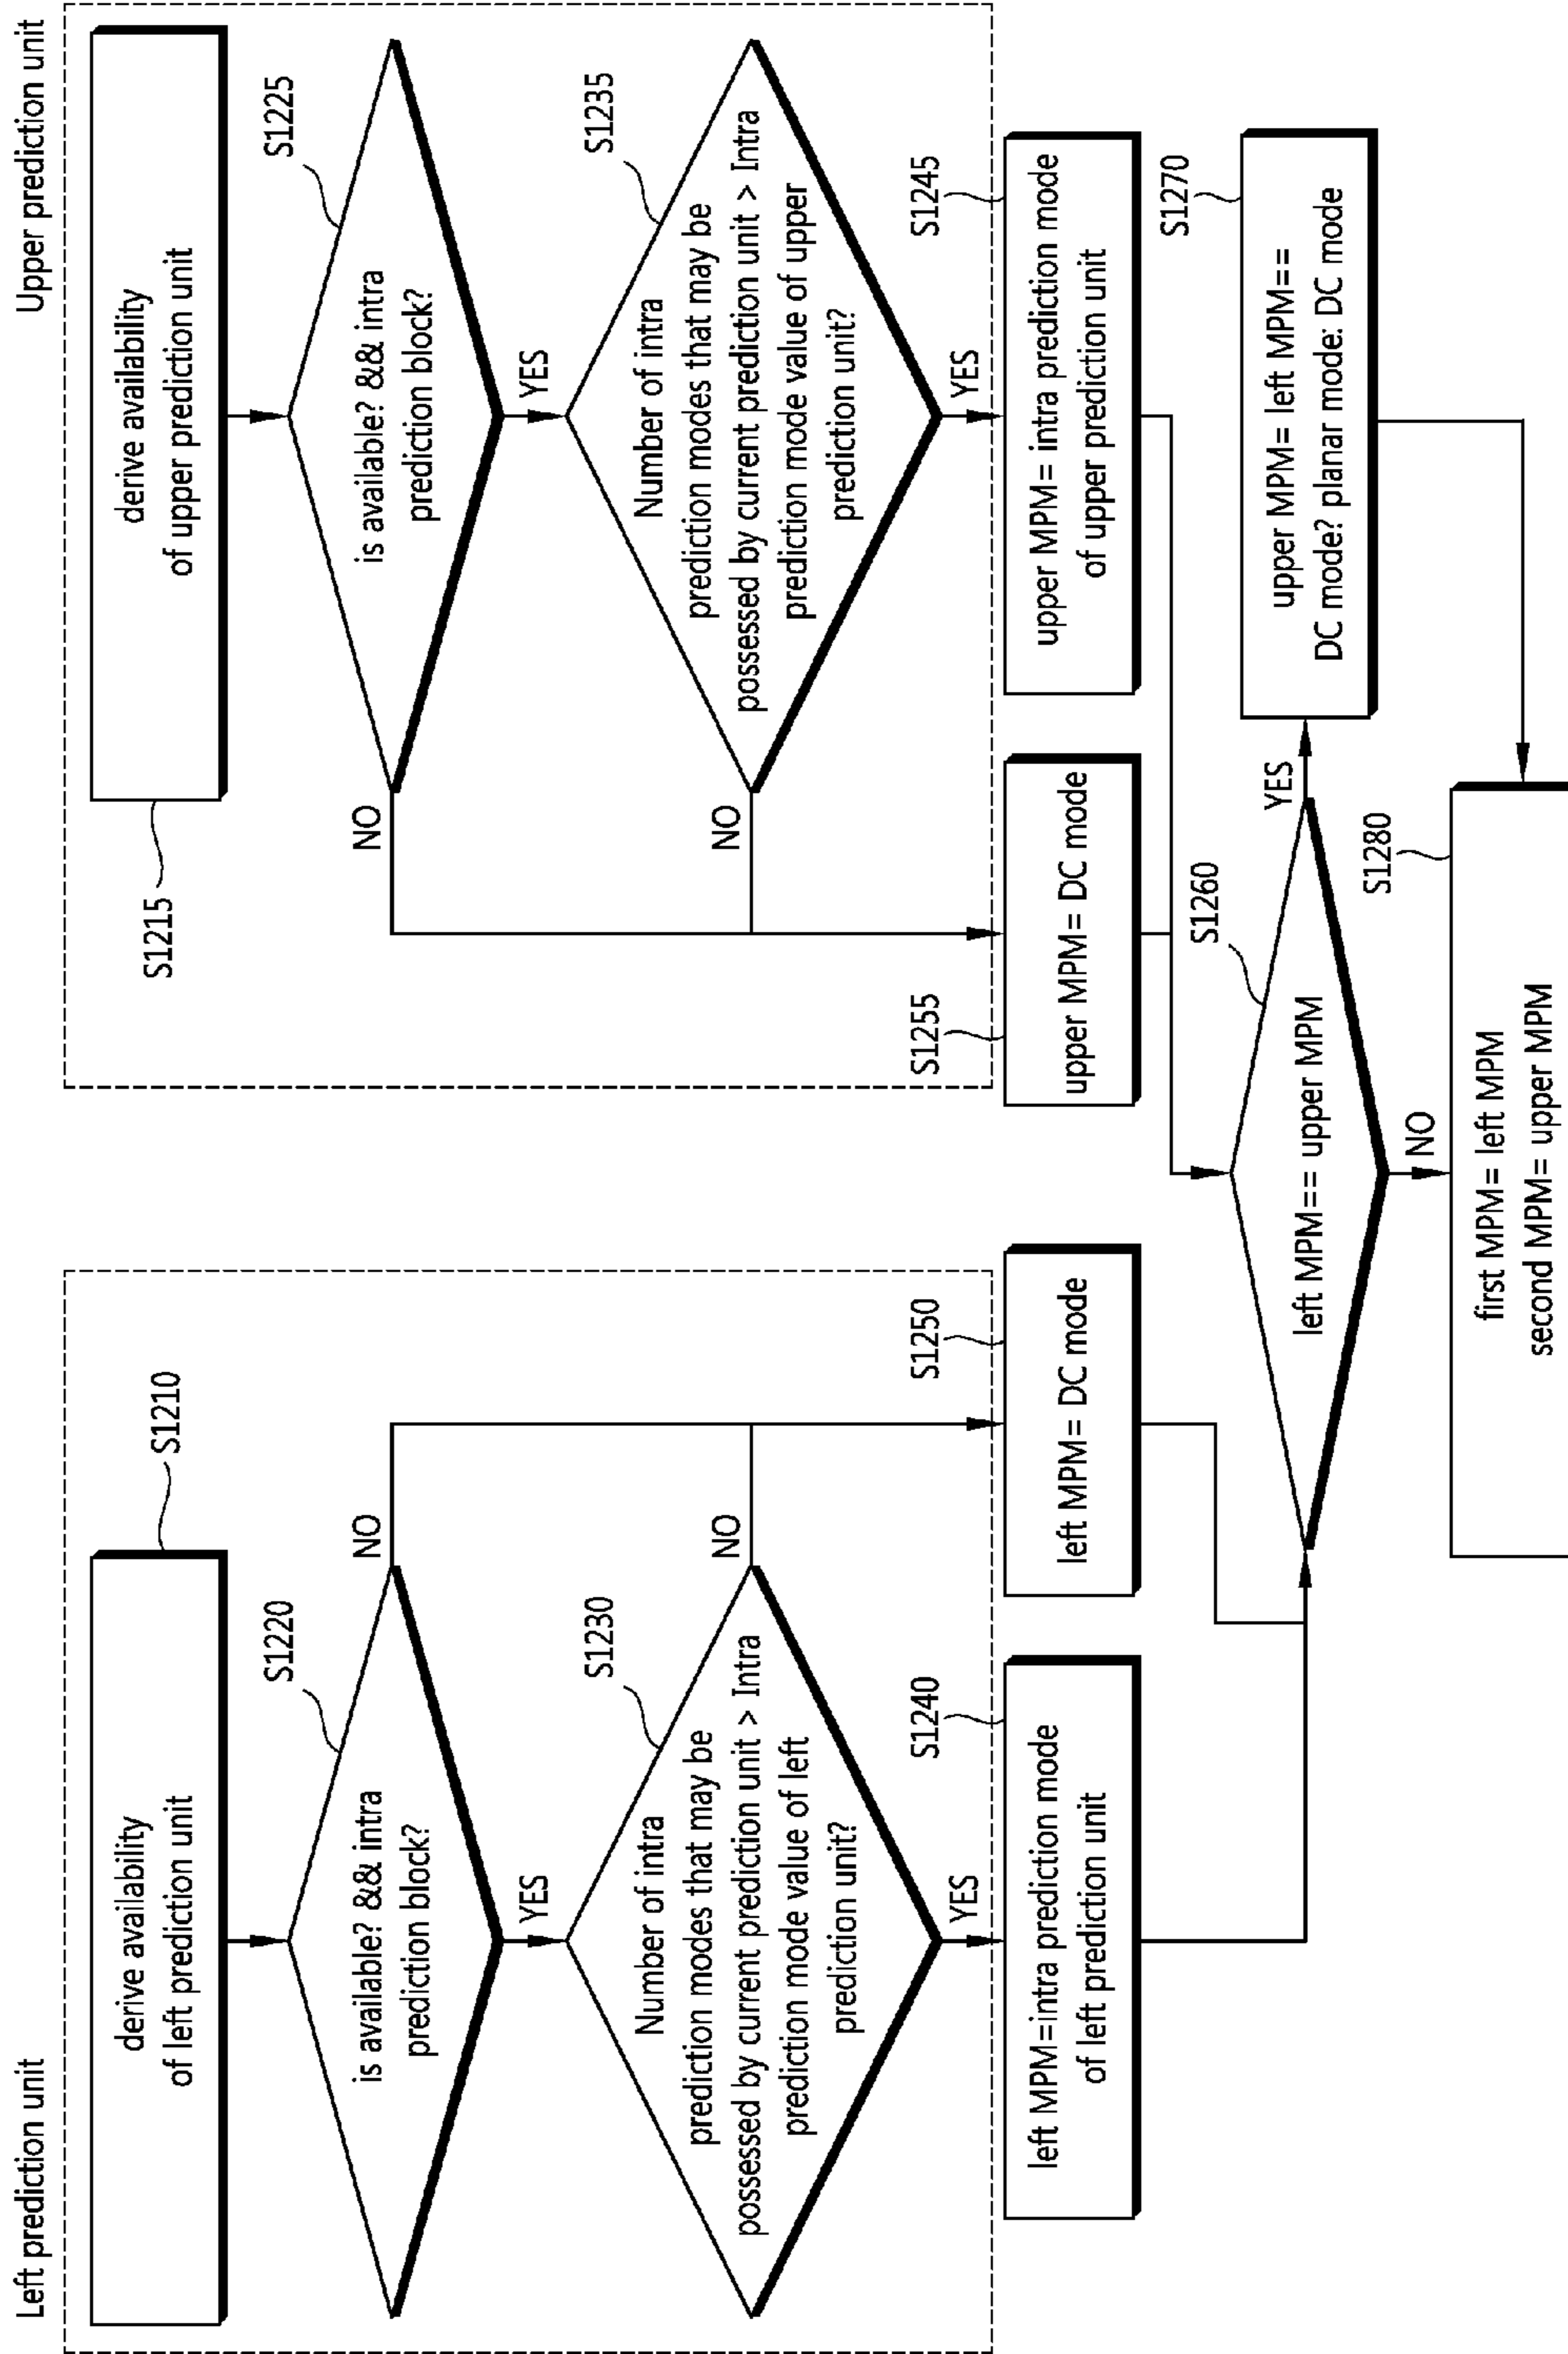 Left prediction unit
derive availability
of left prediction unit
S1210
is available? && intra
prediction block?
S1220
NO
YES
Number of intra
prediction modes that may be
possessed by current prediction unit > Intra
prediction mode value of left
prediction unit?
S1230
NO
YES
S1240
left MPM=intra prediction mode
of left prediction unit
S1250
left MPM= DC mode
Upper prediction unit
derive availability
of upper prediction unit
S1215
is available? && intra
prediction block?
S1225
NO
YES
Number of intra
prediction modes that may be
possessed by current prediction unit > Intra
prediction mode value of upper
prediction unit?
S1235
NO
YES
S1255
upper MPM= DC mode
S1245
upper MPM= intra prediction mode
of upper prediction unit
S1260
left MPM== upper MPM
YES
NO
S1270
upper MPM= left MPM==
DC mode? planar mode: DC mode
S1280
first MPM= left MPM
second MPM= upper MPM